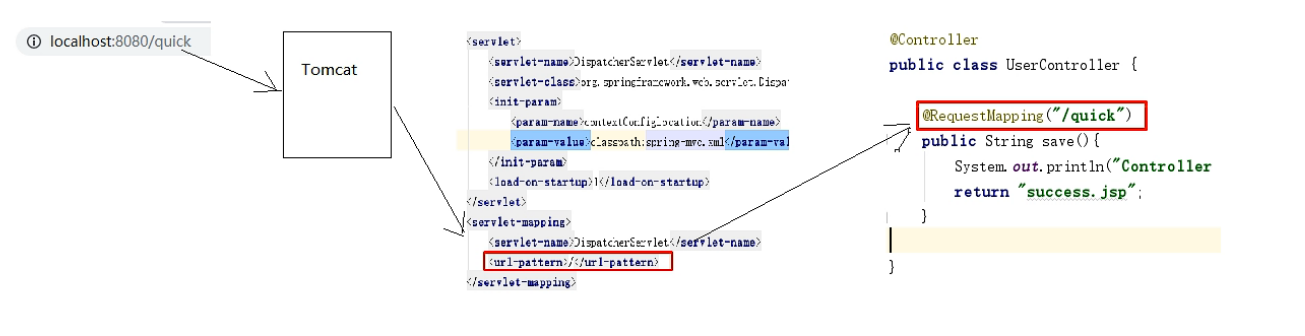 localhost:8080/quick
Tomcat
<servlet>
<servlet-name>DispatcherServlet</servlet-name>
<servlet-class>org.springframework.web.servlet.Dispat
<init-param>
<param-name>contextConfiglocation</param-name>
<param-value>classpath:spring-mvc.xml</param-val
</init-param>
<load-on-startup>1</load-on-startup>
</servlet>
<servlet-mapping>
<servlet-name>DispatcherServlet</servlet-name>
<url-pattern>/</url-pattern>
</servlet-mapping>
@Controller
public class UserController {
@RequestMapping("/quick")
public String save(){
System.out.println("Controller
return "success.jsp";
}
}